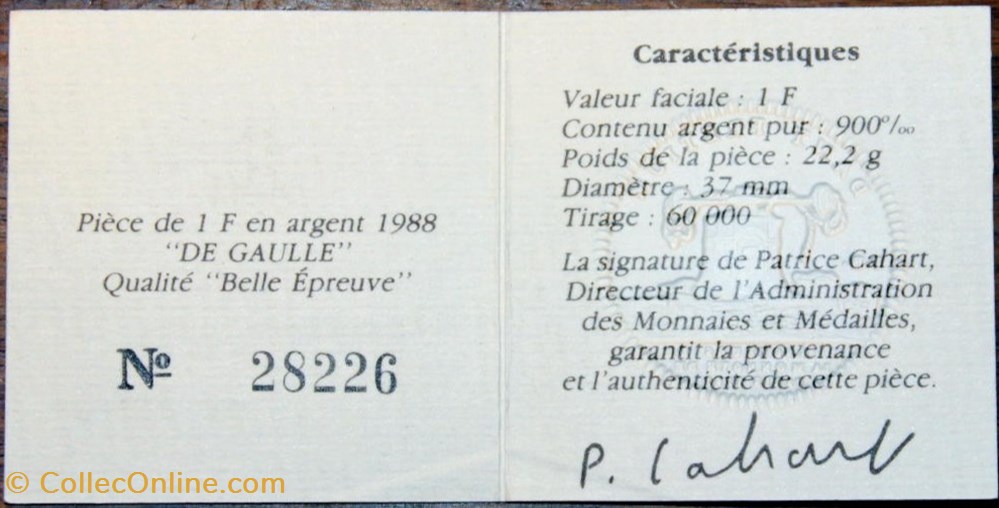 Pièce de 1 F en argent 1988
"DE GAULLE"
Qualité "Belle Épreuve"
Nº 28226
Caractéristiques
Valeur faciale : 1 F
Contenu argent pur : 900‰
Poids de la pièce : 22,2 g
Diamètre : 37 mm
Tirage : 60 000
La signature de Patrice Cahart,
Directeur de l'Administration
des Monnaies et Médailles,
garantit la provenance
et l'authenticité de cette pièce.
P. Cahart
© CollecOnline.com